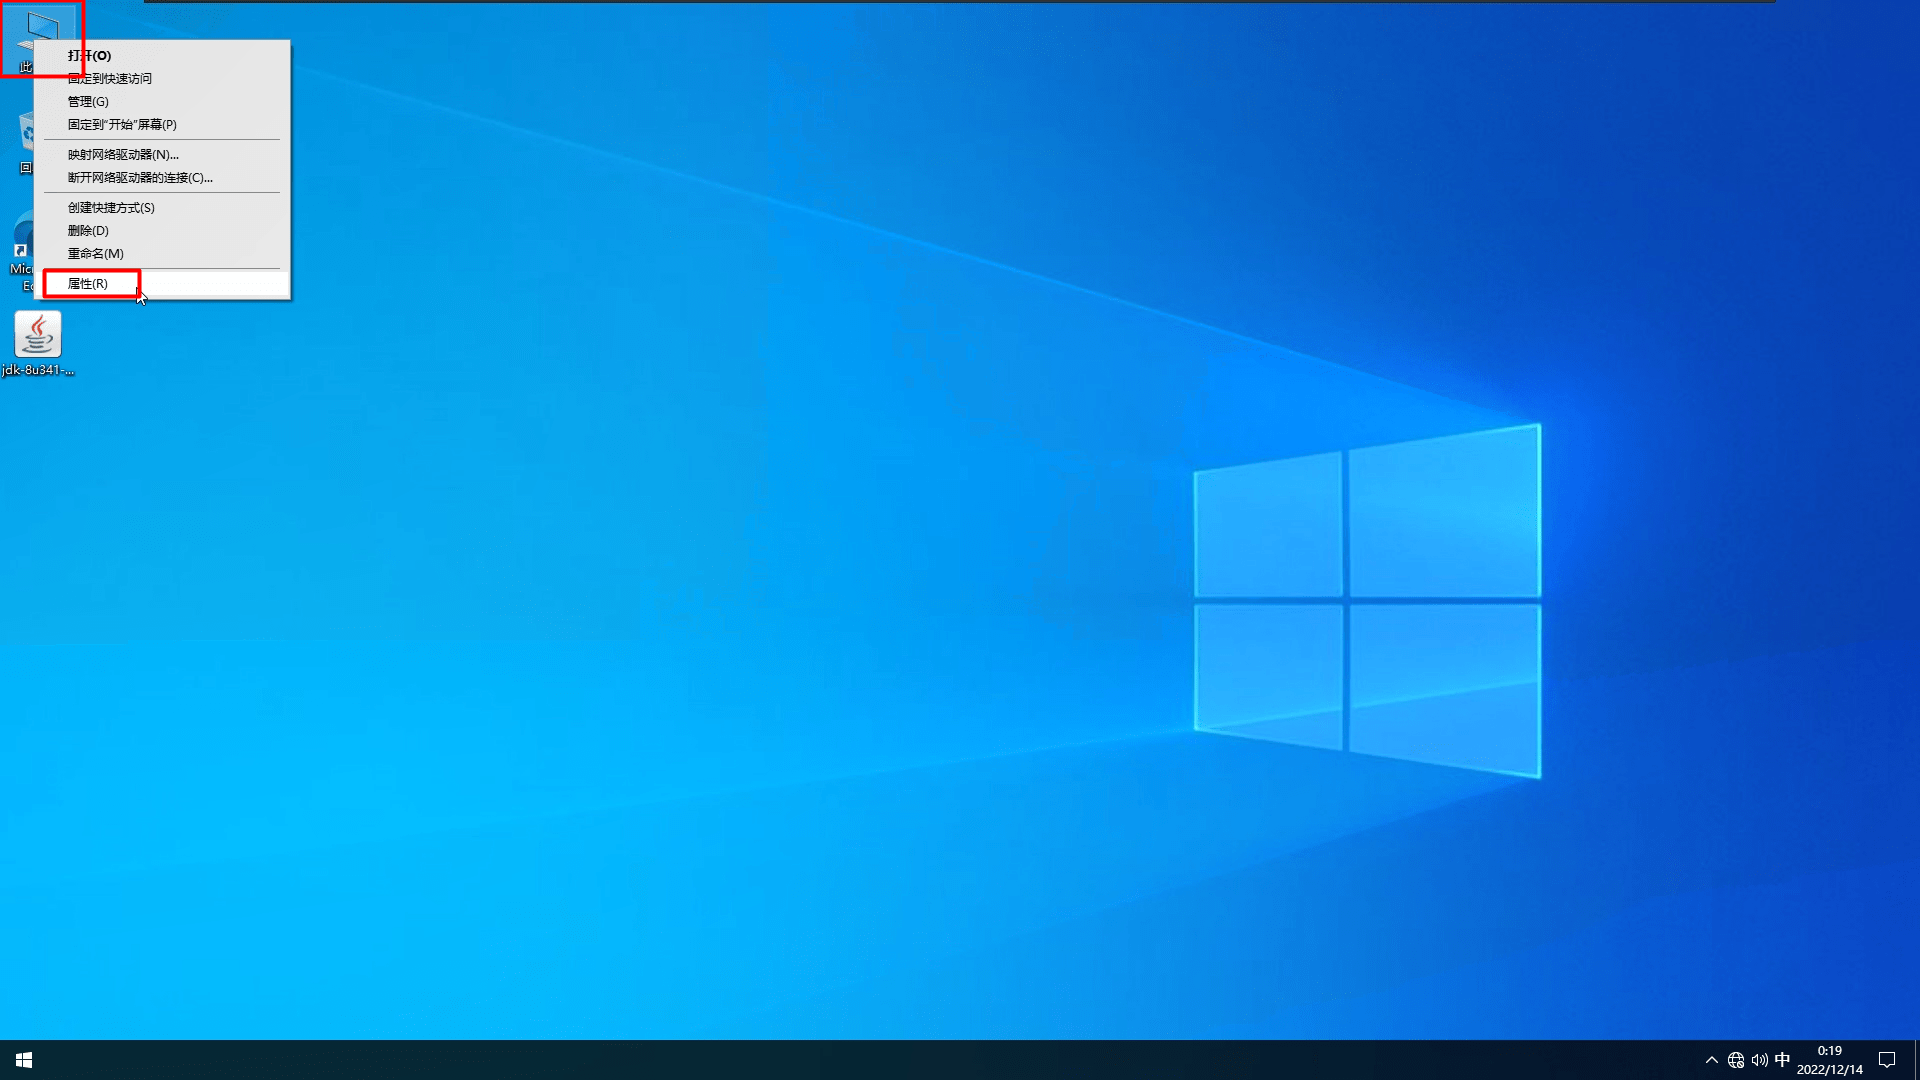 此
打开(O)
固定到快速访问
管理(G)
固定到“开始”屏幕(P)
映射网络驱动器(N)...
断开网络驱动器的连接(C)...
创建快捷方式(S)
删除(D)
重命名(M)
属性(R)
回
Micr
Ed
jdk-8u341-...
中
0:19
2022/12/14